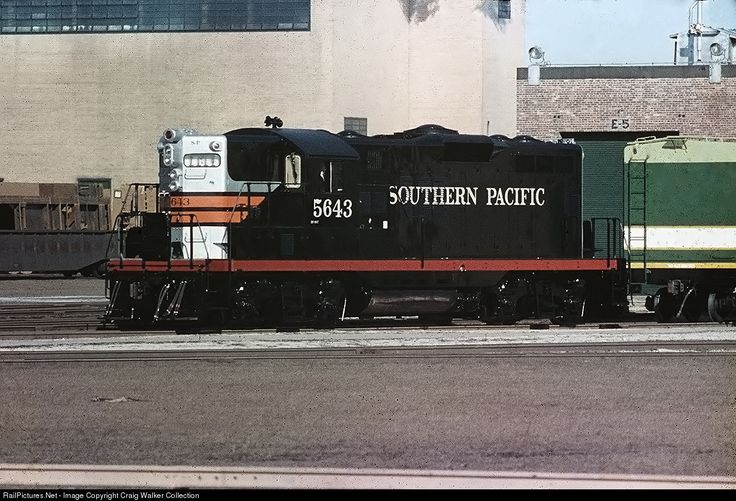 E-5
SP
643
5643
SOUTHERN PACIFIC
RailPictures.Net - Image Copyright Craig Walker Collection